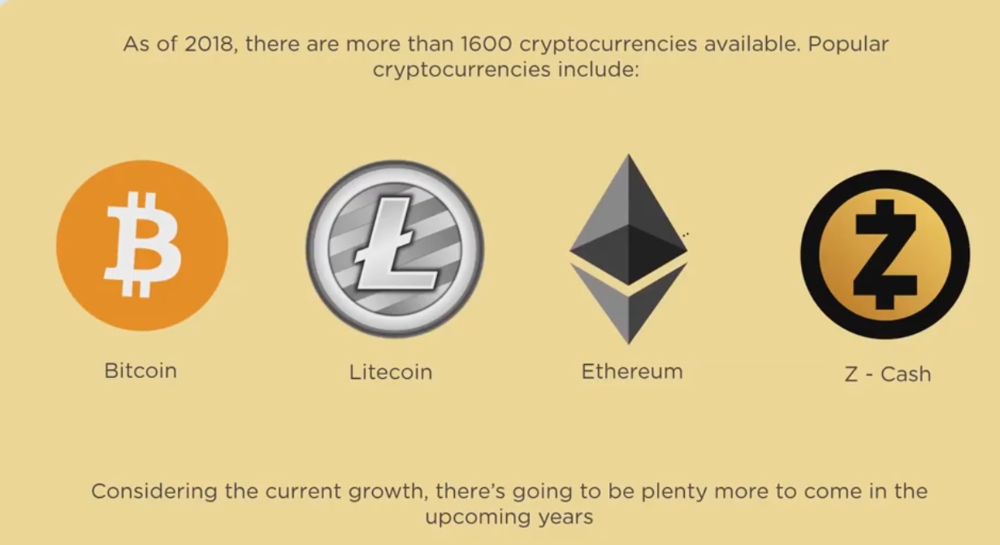 As of 2018, there are more than 1600 cryptocurrencies available. Popular
cryptocurrencies include:
Bitcoin
Litecoin
Ethereum
Z - Cash
Considering the current growth, there's going to be plenty more to come in the
upcoming years